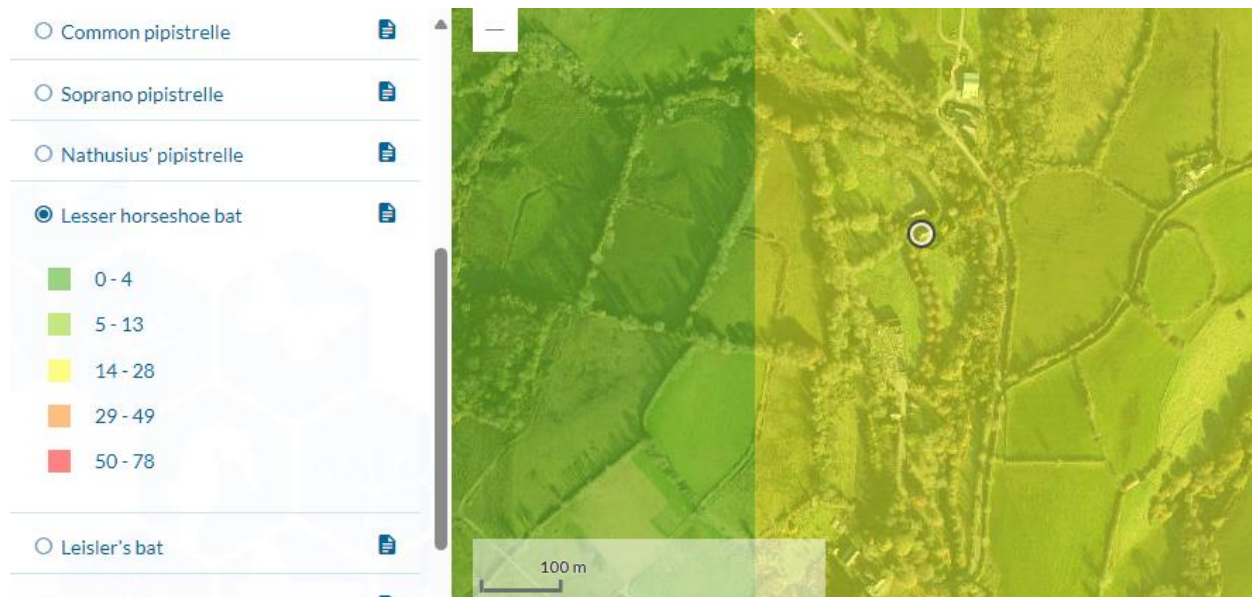 Common pipistrelle
Soprano pipistrelle
Nathusius' pipistrelle
Lesser horseshoe bat
0 - 4
5 - 13
14 - 28
29 - 49
50 - 78
Leisler's bat
100 m